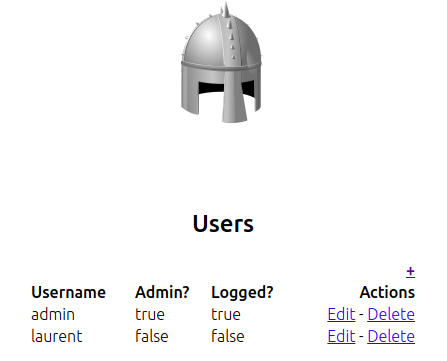 Users
+
Username Admin? Logged? Actions
admin true true Edit - Delete
laurent false false Edit - Delete